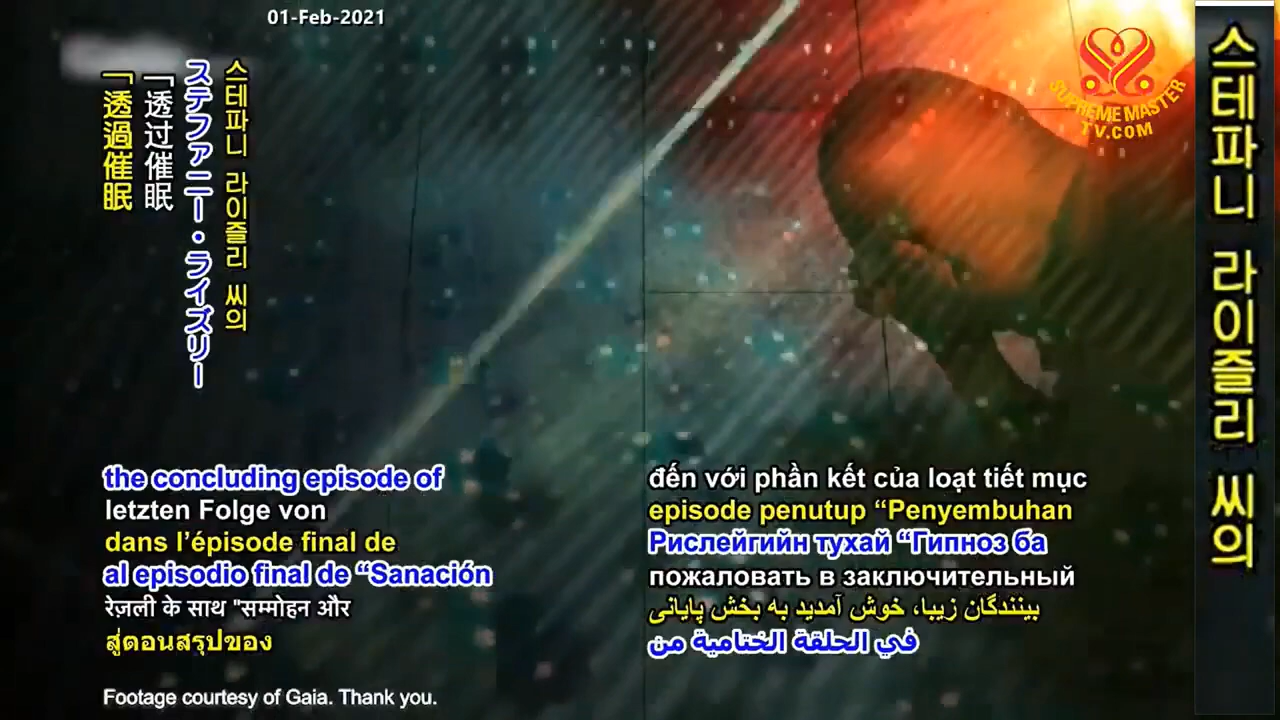 01-Feb-2021
SUPREME MASTER
TV.COM
스테파니 라이즐리 씨의
스테파니 라이즐리 씨의
ステファニー・ライズリー
「透过催眠
「透過催眠
the concluding episode of
letzten Folge von
dans l’épisode final de
al episodio final de “Sanación
रेज़ली के साथ "सम्मोहन और
สู่ตอนสรุปของ
đến với phần kết của loạt tiết mục
episode penutup “Penyembuhan
Рислейгийн тухай “Гипноз ба
пожаловать в заключительный
بینندگان زیبا، خوش آمدید به بخش پایانی
في الحلقة الختامية من
Footage courtesy of Gaia. Thank you.